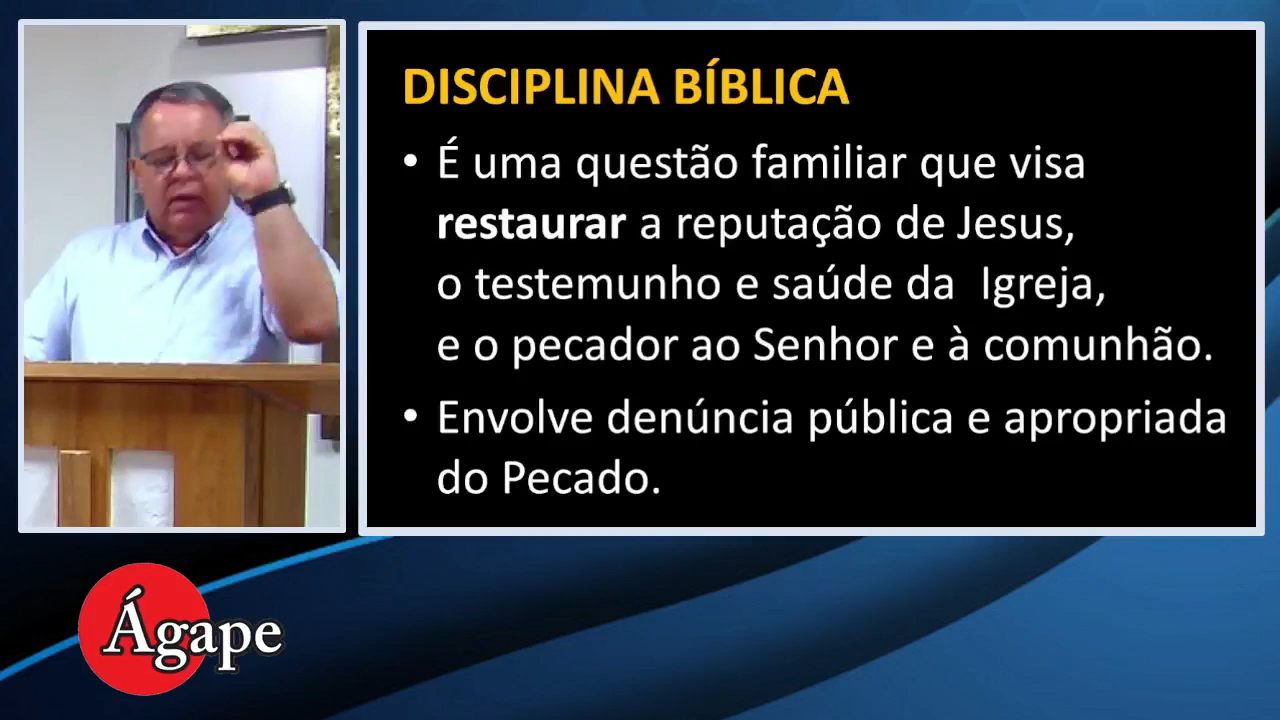 DISCIPLINA BÍBLICA
• É uma questão familiar que visa
restaurar a reputação de Jesus,
o testemunho e saúde da Igreja,
e o pecador ao Senhor e à comunhão.
• Envolve denúncia pública e apropriada
do Pecado.
Ágape